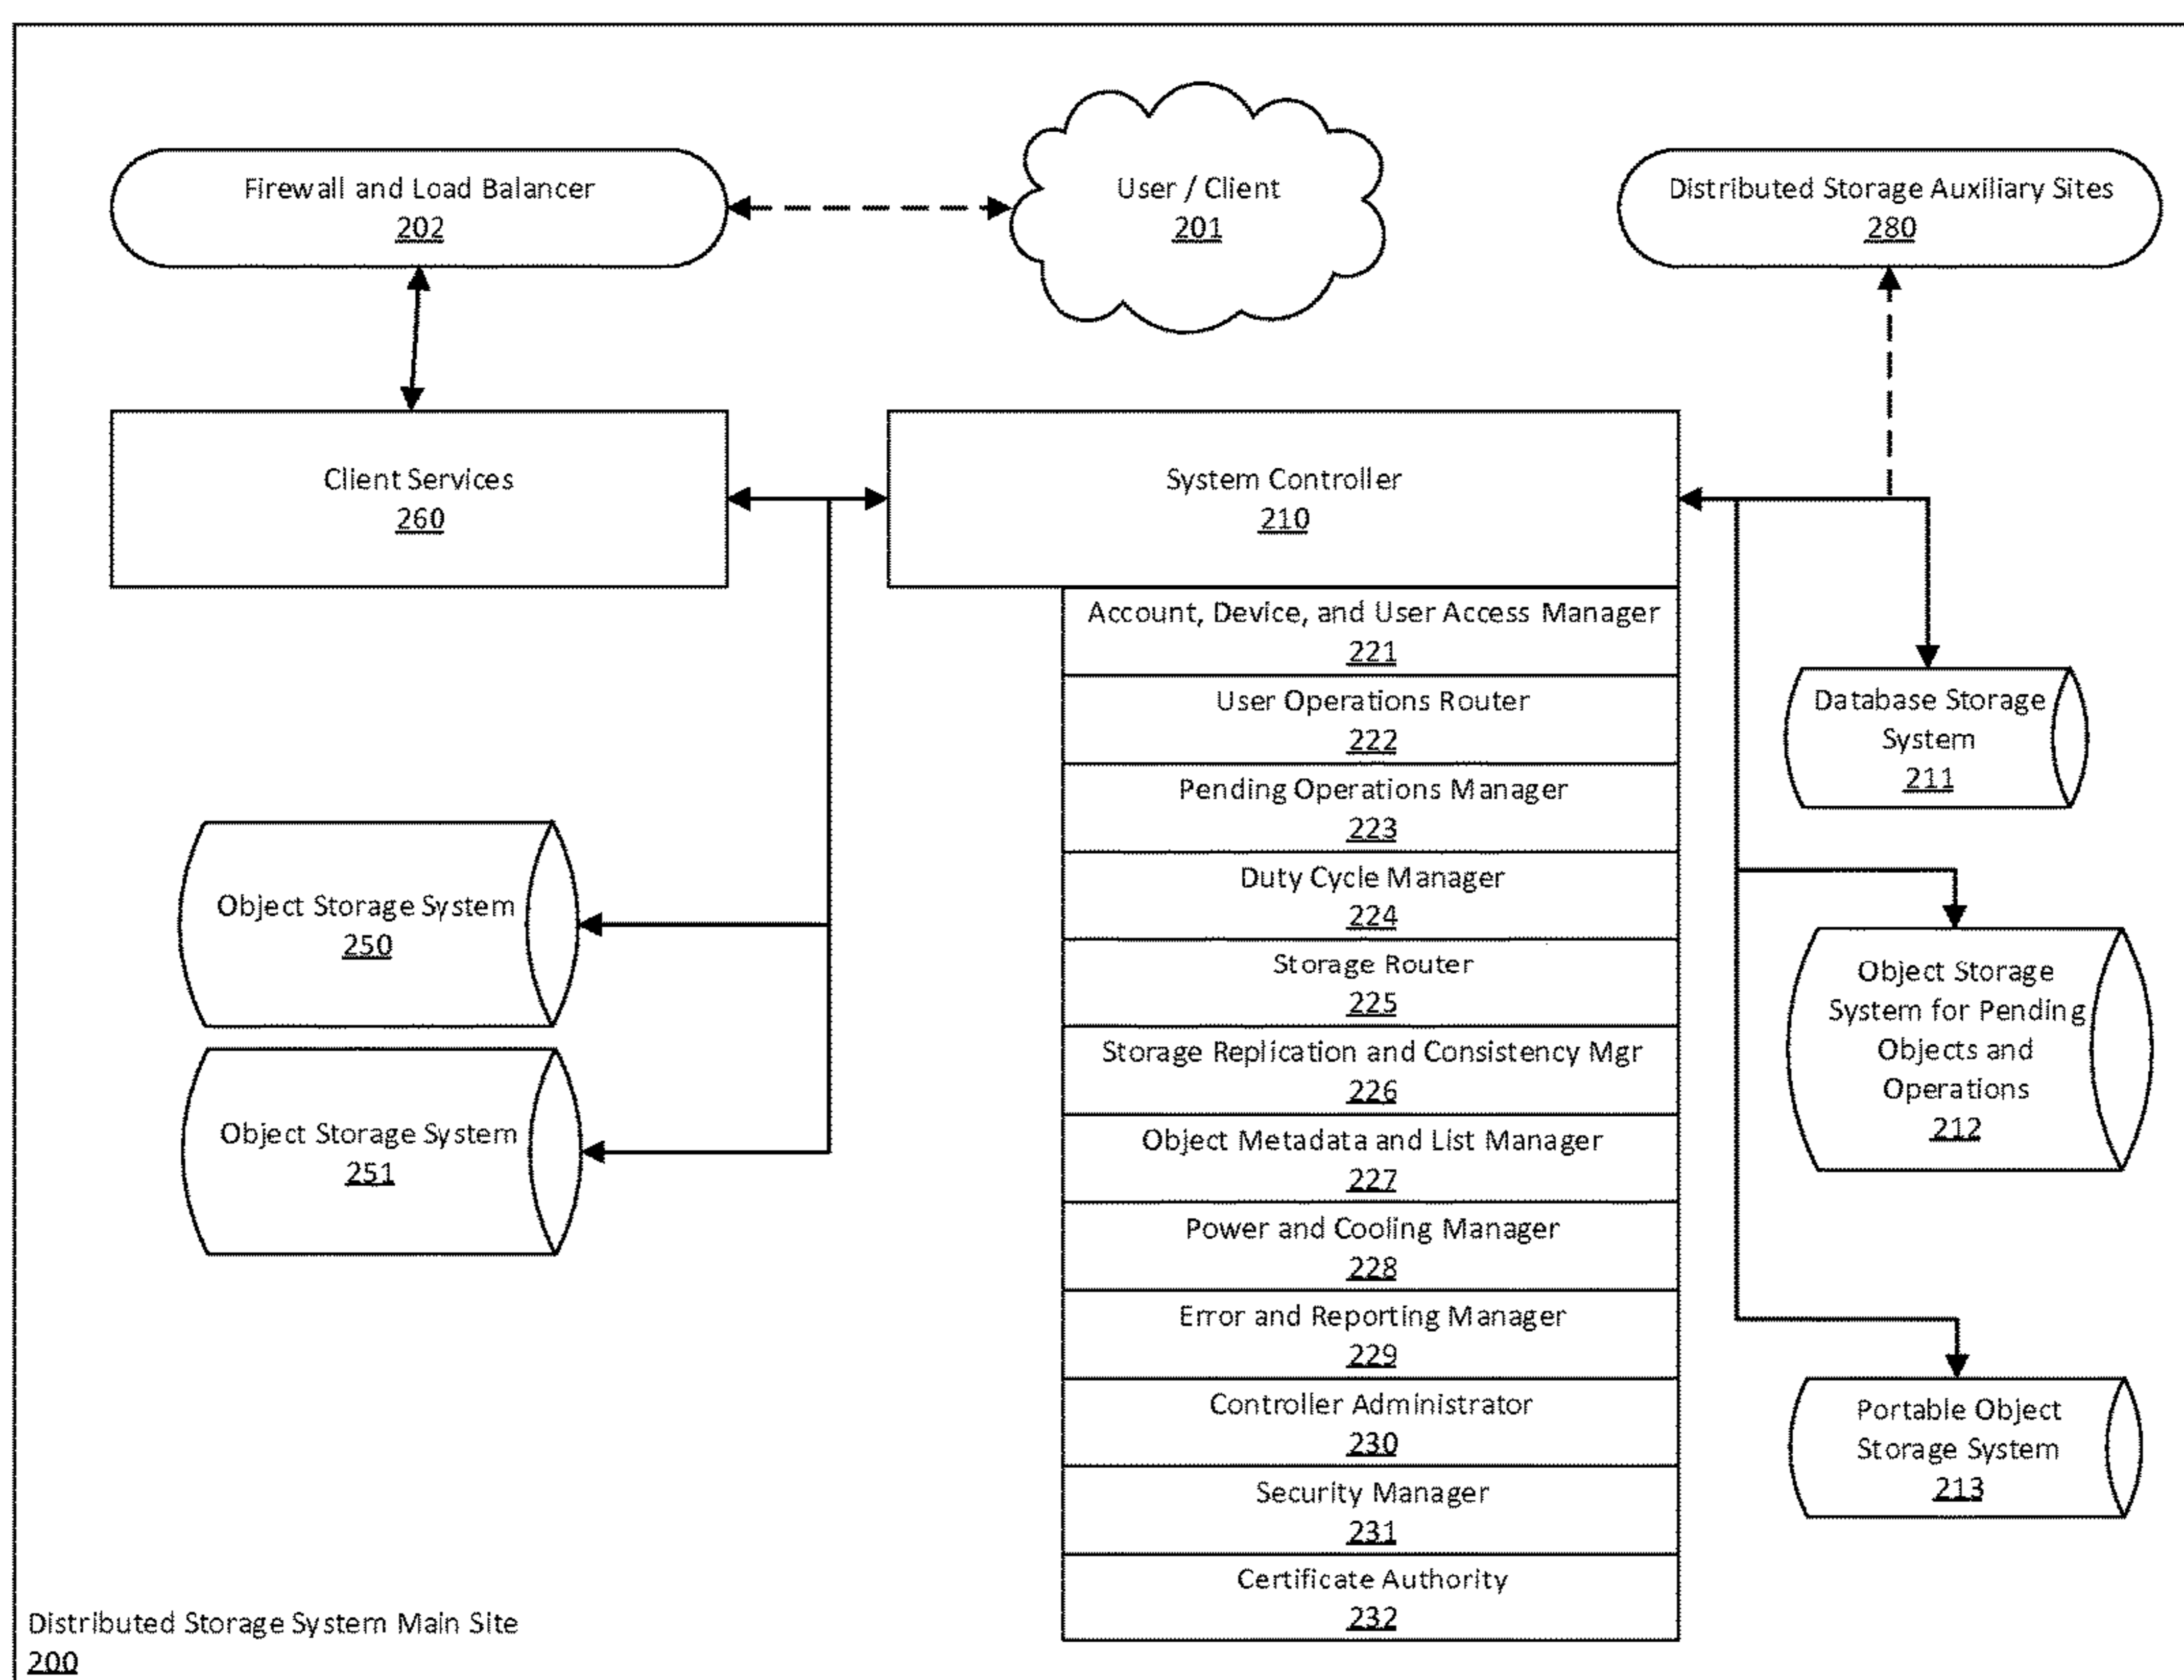 Firewall and Load Balancer
202
User / Client
201
Distributed Storage Auxiliary Sites
280
Client Services
260
System Controller
210
Account, Device, and User Access Manager
221
User Operations Router
222
Pending Operations Manager
223
Duty Cycle Manager
224
Storage Router
225
Storage Replication and Consistency Mgr
226
Object Metadata and List Manager
227
Power and Cooling Manager
228
Error and Reporting Manager
229
Controller Administrator
230
Security Manager
231
Certificate Authority
232
Object Storage System
250
Object Storage System
251
Database Storage
System
211
Object Storage
System for Pending
Objects and
Operations
212
Portable Object
Storage System
213
Distributed Storage System Main Site
200